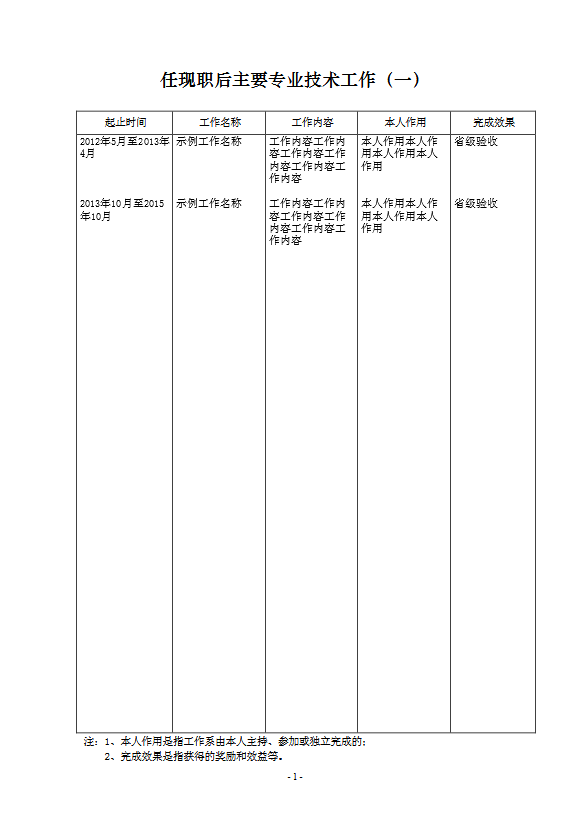 任现职后主要专业技术工作（一）
起止时间 工作名称 工作内容 本人作用 完成效果
2012年5月至2013年 示例工作名称 工作内容工作内 本人作用本人作 省级验收
4月 容工作内容工作 用本人作用本人
内容工作内容工 作用
作内容
2013年10月至2015 示例工作名称 工作内容工作内 本人作用本人作 省级验收
年10月 容工作内容工作 用本人作用本人
内容工作内容工 作用
作内容
注：1、本人作用是指工作系由本人主持、参加或独立完成的；
2、完成效果是指获得的奖励和效益等。
- 1 -